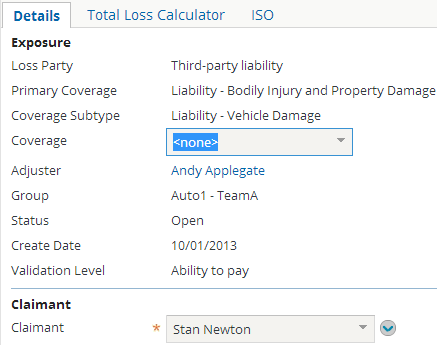 Details Total Loss Calculator ISO
Exposure
Loss Party Third-party liability
Primary Coverage Liability - Bodily Injury and Property Damage
Coverage Subtype Liability - Vehicle Damage
Coverage <none>
Adjuster Andy Applegate
Group Auto1 - TeamA
Status Open
Create Date 10/01/2013
Validation Level Ability to pay
Claimant
Claimant * Stan Newton